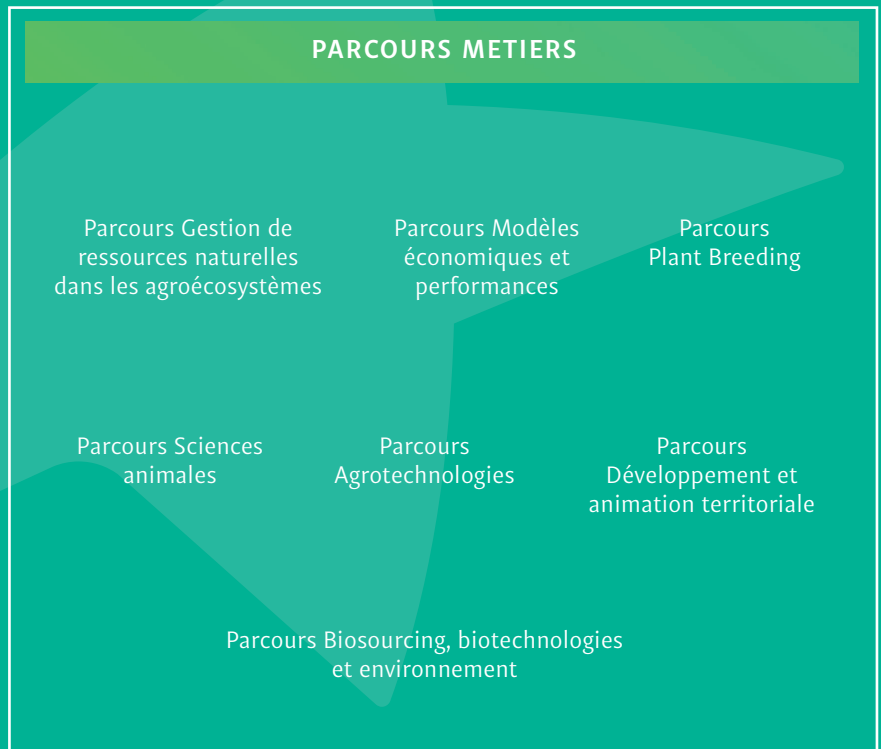 PARCOURS METIERS
Parcours Gestion de
ressources naturelles
dans les agroécosystèmes
Parcours Modèles
économiques et
performances
Parcours
Plant Breeding
Parcours Sciences
animales
Parcours
Agrotechnologies
Parcours
Développement et
animation territoriale
Parcours Biosourcing, biotechnologies
et environnement